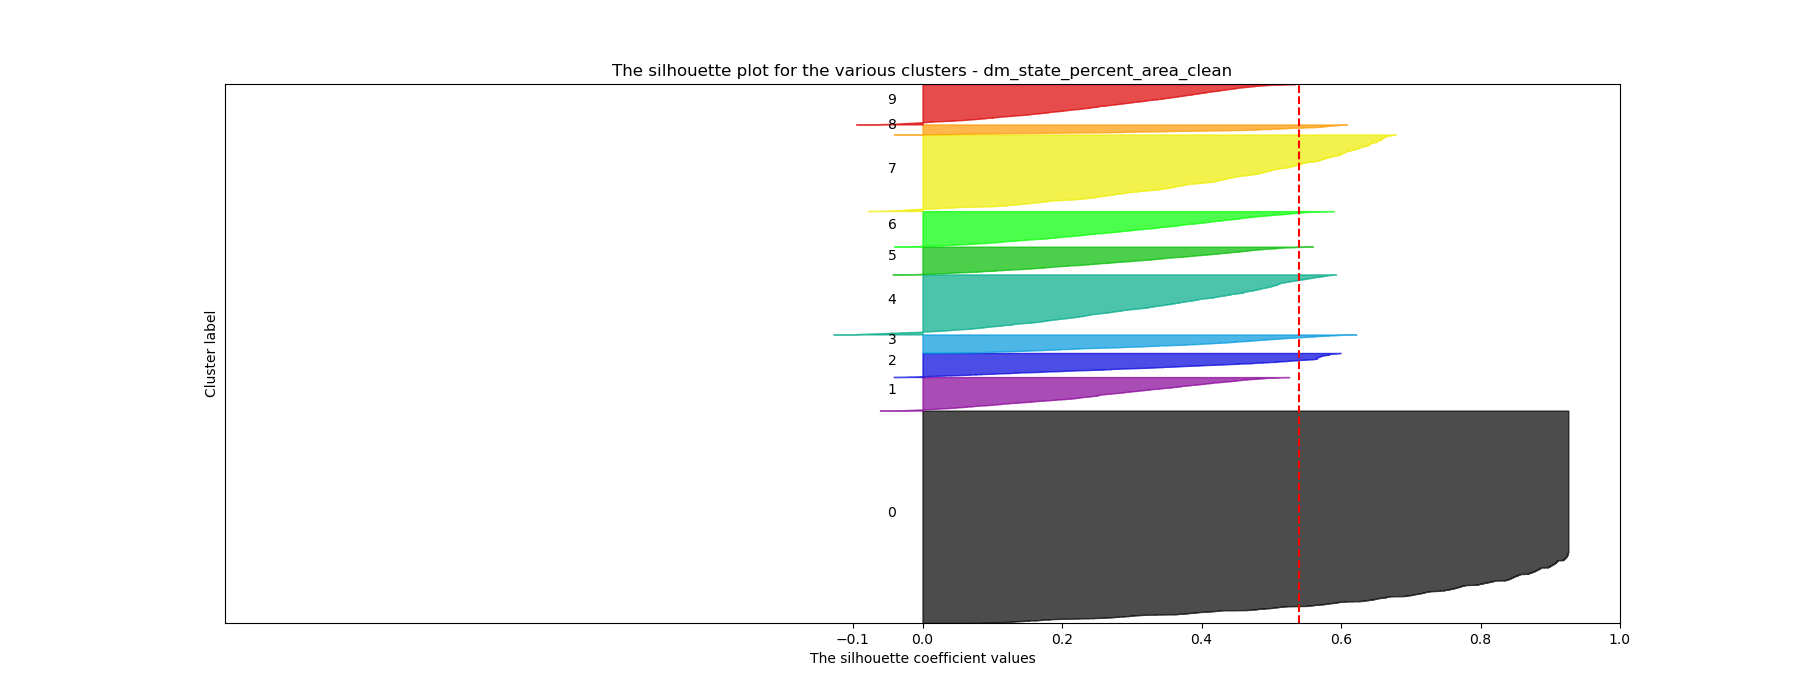 The silhouette plot for the various clusters - dm_state_percent_area_clean
9
8
7
6
5
4
3
2
1
0
Cluster label
−0.1 0.0 0.2 0.4 0.6 0.8 1.0
The silhouette coefficient values